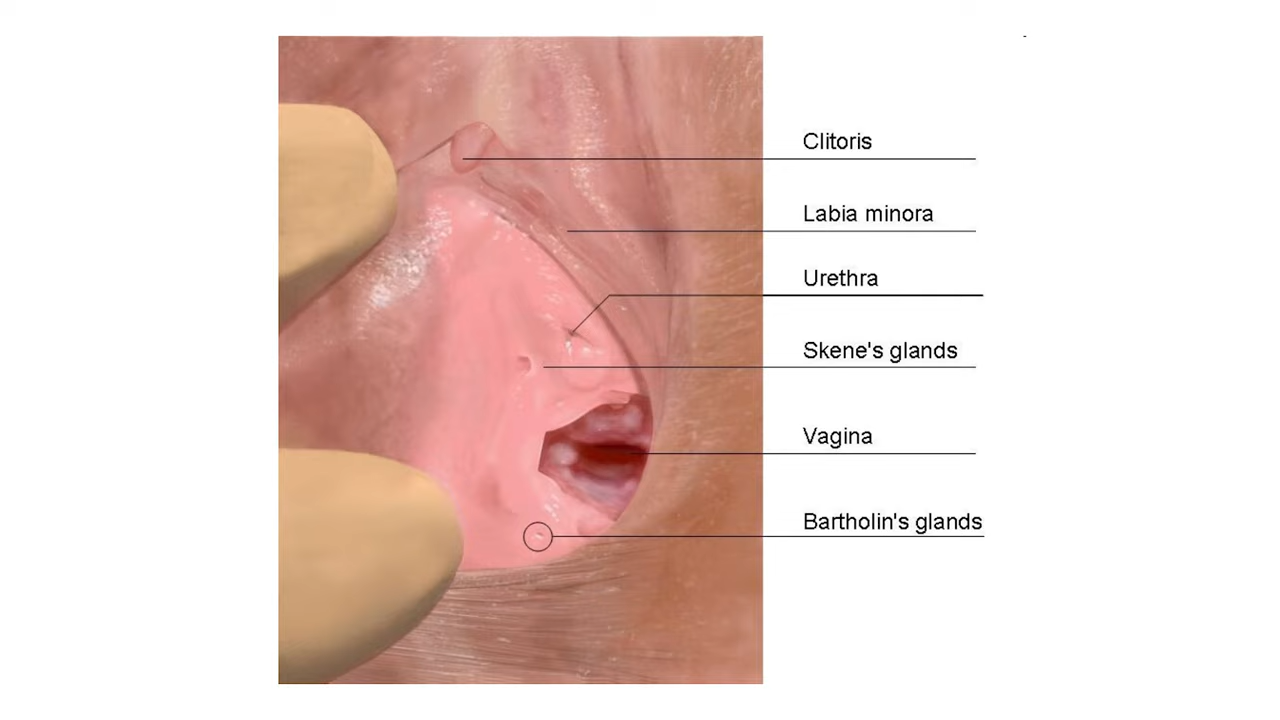 Clitoris
Labia minora
Urethra
Skene's glands
Vagina
Bartholin's glands